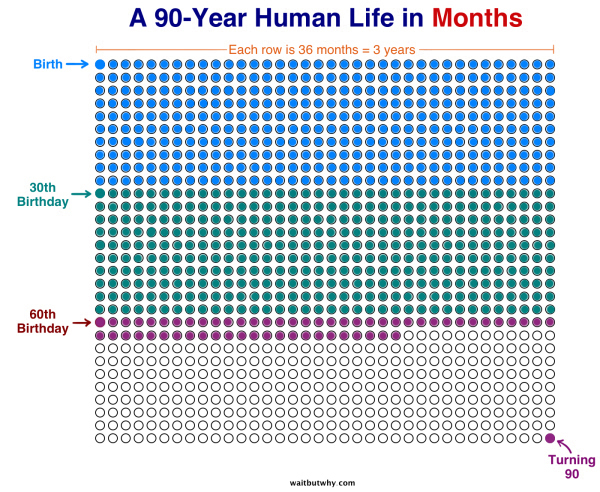 A 90-Year Human Life in Months
Each row is 36 months = 3 years
Birth
30th
Birthday
60th
Birthday
Turning
90
waitbutwhy.com